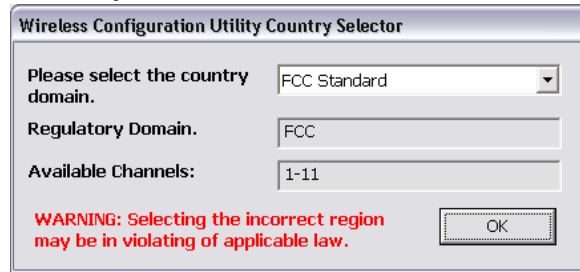 Wireless Configuration Utility Country Selector
Please select the country
domain.
FCC Standard
Regulatory Domain.
FCC
Available Channels:
1-11
WARNING: Selecting the incorrect region
may be in violating of applicable law.
OK